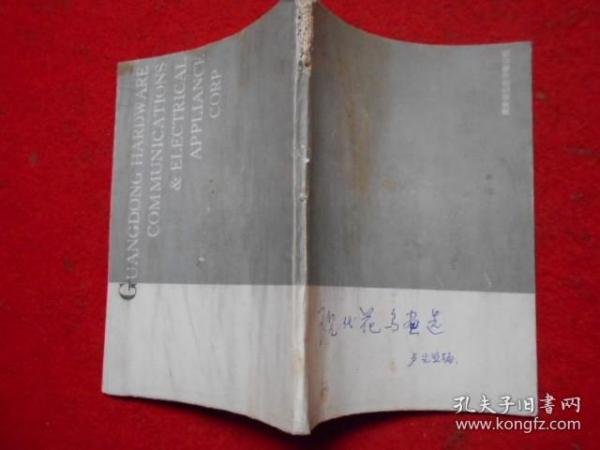 GUANGDONG HARDWARE
COMMUNICATIONS
& ELECTRICAL
APPLIANCE
CORP
现代花鸟画选
孔夫子旧书网
www.kongfz.com